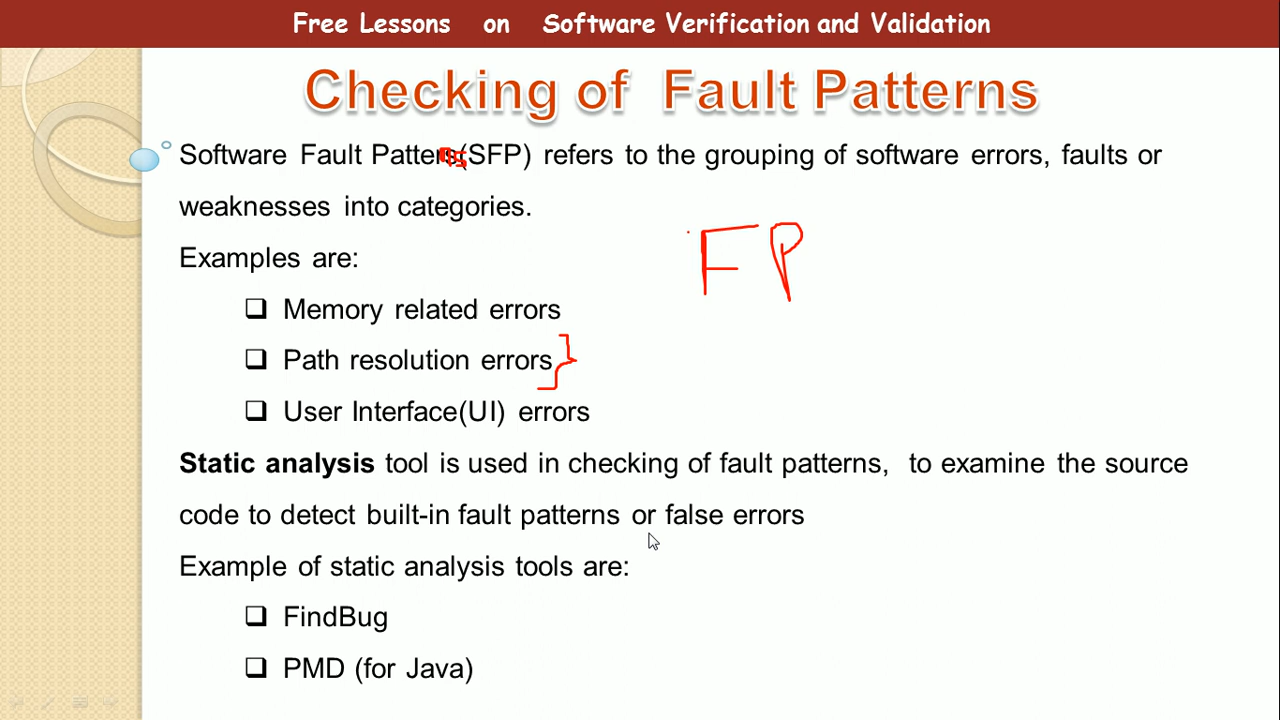 Free Lessons on Software Verification and Validation
Checking of Fault Patterns
Software Fault Patterns(SFP) refers to the grouping of software errors, faults or
weaknesses into categories.
FP
Examples are:
❑ Memory related errors
❑ Path resolution errors
❑ User Interface(UI) errors
Static analysis tool is used in checking of fault patterns, to examine the source
code to detect built-in fault patterns or false errors
Example of static analysis tools are:
❑ FindBug
❑ PMD (for Java)